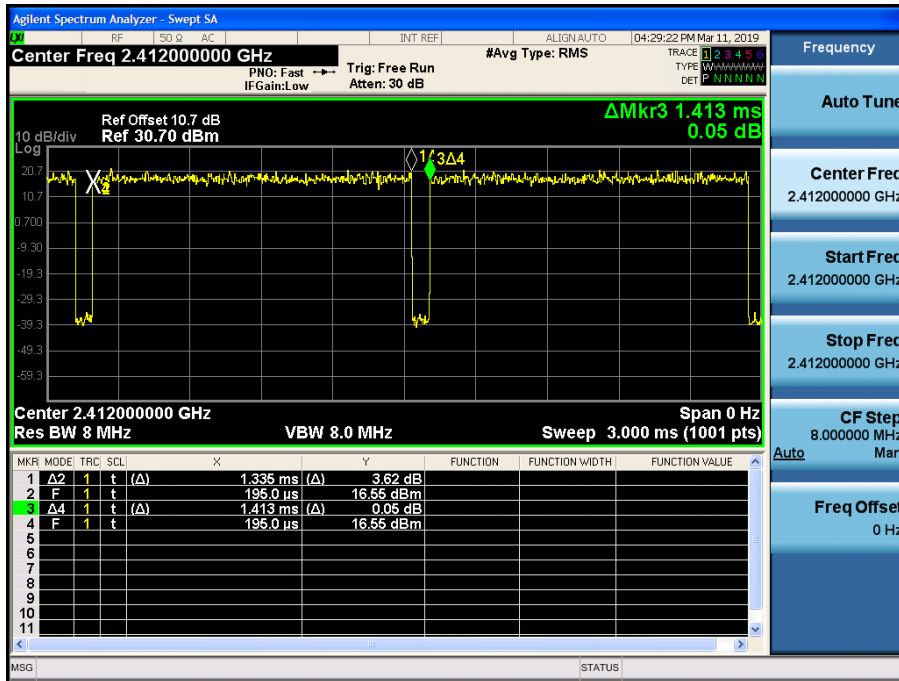 Agilent Spectrum Analyzer - Swept SA
LXI RF 50 Ω AC INT REF ALIGN AUTO 04:29:22 PM Mar 11, 2019
Center Freq 2.412000000 GHz
PNO: Fast
IFGain:Low
Trig: Free Run
Atten: 30 dB
#Avg Type: RMS
TRACE 1 2 3 4 5 6
TYPE WWWWWW
DET P N N N N N
Frequency
Auto Tune
Center Freq
2.412000000 GHz
Start Freq
2.412000000 GHz
Stop Freq
2.412000000 GHz
CF Step
8.000000 MHz
Auto Man
Freq Offset
0 Hz
ΔMkr3 1.413 ms
0.05 dB
Ref Offset 10.7 dB
10 dB/div Ref 30.70 dBm
Log
1
3Δ4
20.7
10.7
0.700
-9.30
-19.3
-29.3
-39.3
-49.3
-59.3
Center 2.412000000 GHz Span 0 Hz
Res BW 8 MHz VBW 8.0 MHz Sweep 3.000 ms (1001 pts)
MKR MODE TRC SCL X Y FUNCTION FUNCTION WIDTH FUNCTION VALUE
1 Δ2 1 t (Δ) 1.335 ms (Δ) 3.62 dB
2 F 1 t 195.0 µs 16.55 dBm
3 Δ4 1 t (Δ) 1.413 ms (Δ) 0.05 dB
4 F 1 t 195.0 µs 16.55 dBm
5
6
7
8
9
10
11
MSG STATUS